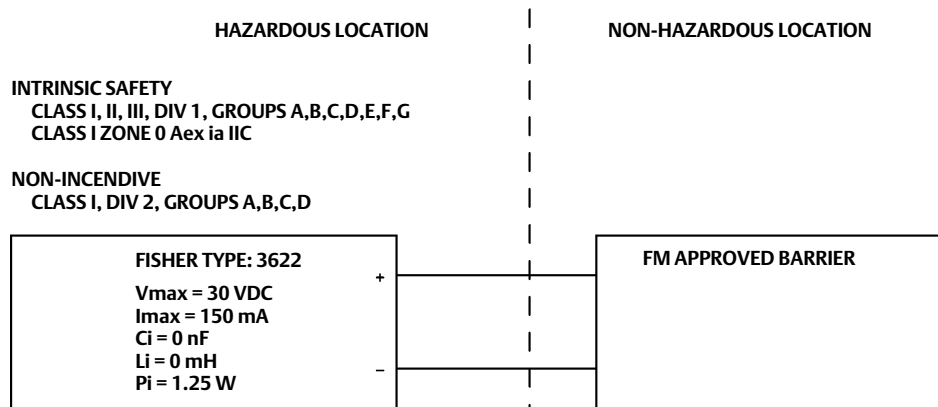 HAZARDOUS LOCATION
NON-HAZARDOUS LOCATION
INTRINSIC SAFETY
CLASS I, II, III, DIV 1, GROUPS A,B,C,D,E,F,G
CLASS I ZONE 0 Aex ia IIC
NON-INCENDIVE
CLASS I, DIV 2, GROUPS A,B,C,D
FISHER TYPE: 3622
+
Vmax = 30 VDC
Imax = 150 mA
Ci = 0 nF
Li = 0 mH
Pi = 1.25 W
–
FM APPROVED BARRIER